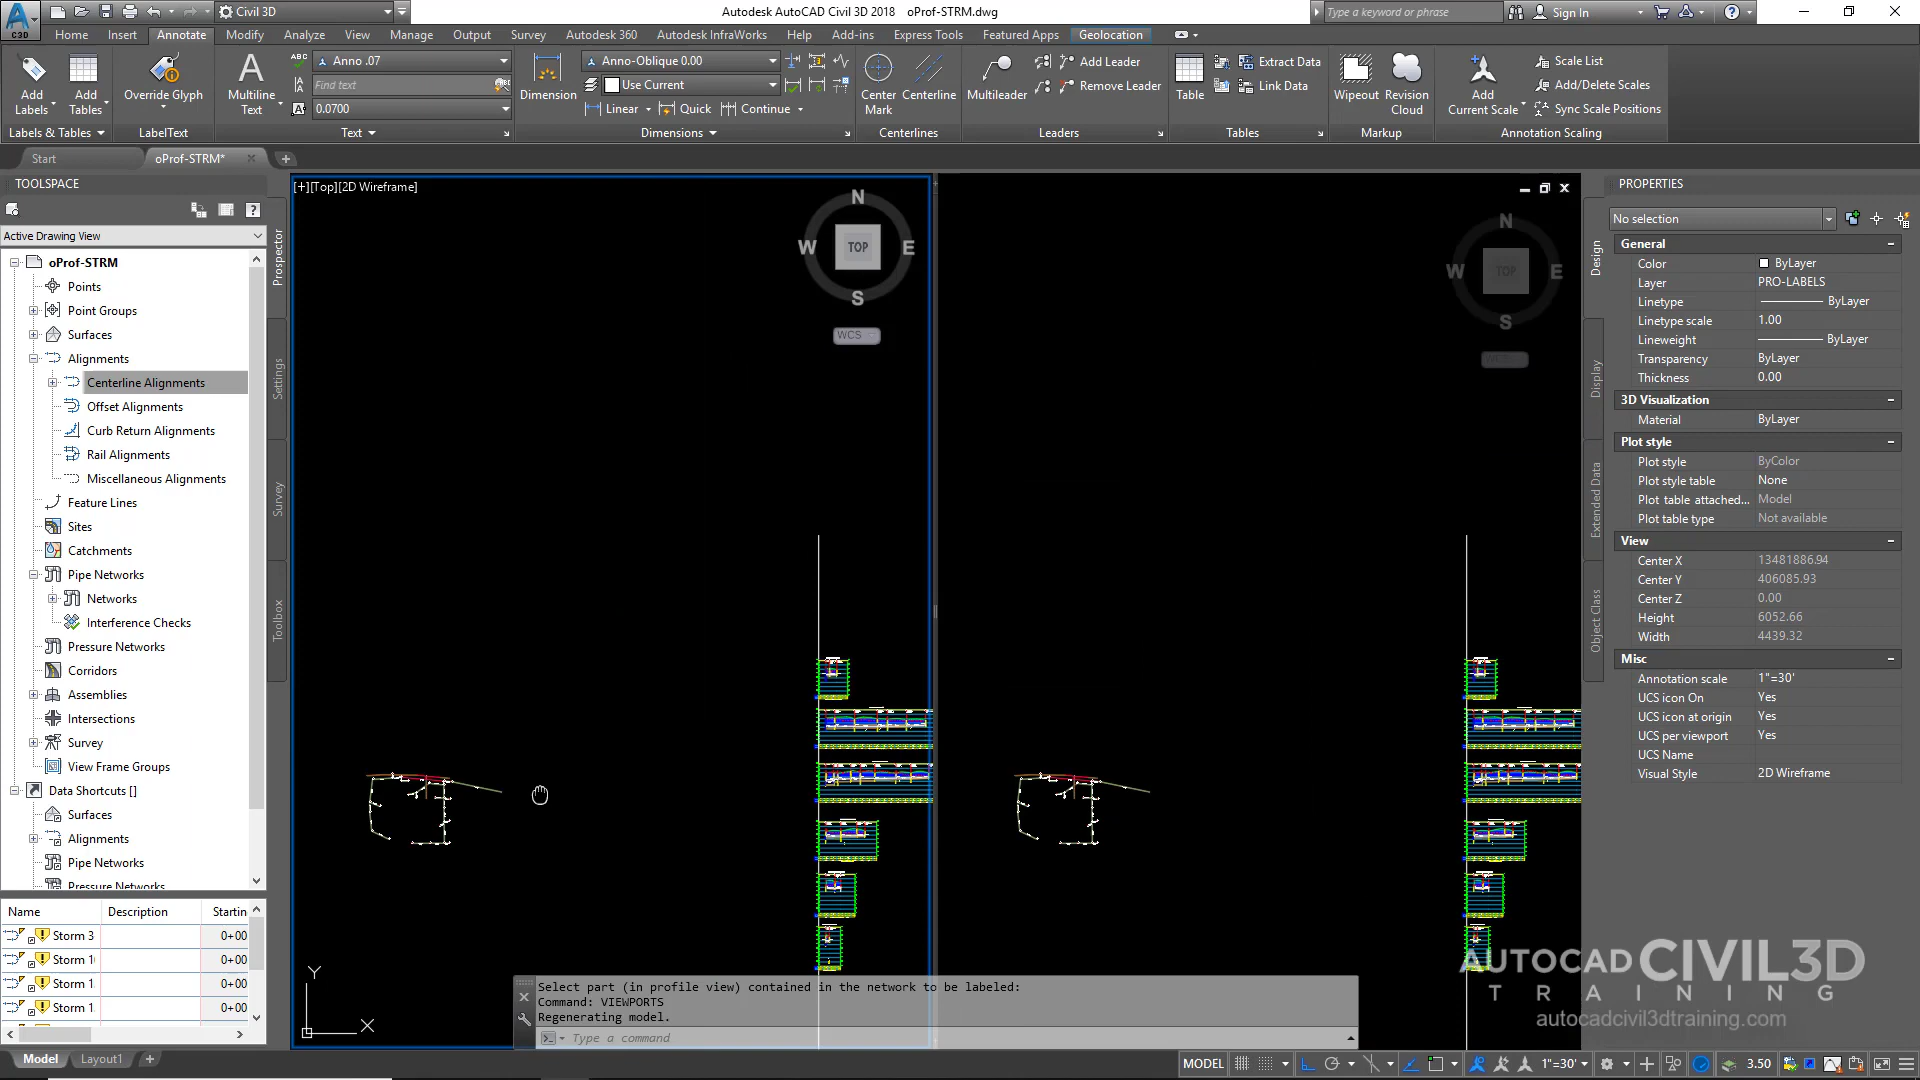 Civil 3D
Autodesk AutoCAD Civil 3D 2018 oProf-STRM.dwg
Type a keyword or phrase
Sign In
C3D
Home Insert Annotate Modify Analyze View Manage Output Survey Autodesk 360 Autodesk InfraWorks Help Add-ins Express Tools Featured Apps Geolocation
Add Labels
Add Tables
Labels & Tables
Override Glyph
LabelText
Multiline Text
ABC
Anno .07
Find text
0.0700
Text
Dimension
Anno-Oblique 0.00
Use Current
Linear Quick Continue
Dimensions
Center Mark
Centerline
Centerlines
Multileader
Add Leader
Remove Leader
Leaders
Table
Extract Data
Link Data
Tables
Wipeout
Revision Cloud
Markup
Add Current Scale
Scale List
Add/Delete Scales
Sync Scale Positions
Annotation Scaling
Start
oProf-STRM*
TOOLSPACE
Active Drawing View
oProf-STRM
Points
Point Groups
Surfaces
Alignments
Centerline Alignments
Offset Alignments
Curb Return Alignments
Rail Alignments
Miscellaneous Alignments
Feature Lines
Sites
Catchments
Pipe Networks
Networks
Interference Checks
Pressure Networks
Corridors
Assemblies
Intersections
Survey
View Frame Groups
Data Shortcuts []
Surfaces
Alignments
Pipe Networks
Pressure Networks
Prospector
Settings
Survey
Toolbox
Name Description Startin
Storm 3 0+00
Storm 1 0+00
Storm 1 0+00
Storm 1 0+00
[+][Top][2D Wireframe]
N
W TOP E
S
WCS
N
W TOP E
S
WCS
Y
X
Select part (in profile view) contained in the network to be labeled:
Command: VIEWPORTS
Regenerating model.
Type a command
PROPERTIES
No selection
Design
Display
Extended Data
Object Class
General
Color ByLayer
Layer PRO-LABELS
Linetype ByLayer
Linetype scale 1.00
Lineweight ByLayer
Transparency ByLayer
Thickness 0.00
3D Visualization
Material ByLayer
Plot style
Plot style ByColor
Plot style table None
Plot table attached... Model
Plot table type Not available
View
Center X 13481886.94
Center Y 406085.93
Center Z 0.00
Height 6052.66
Width 4439.32
Misc
Annotation scale 1"=30'
UCS icon On Yes
UCS icon at origin Yes
UCS per viewport Yes
UCS Name
Visual Style 2D Wireframe
AUTOCAD CIVIL3D
TRAINING
autocadcivil3dtraining.com
Model Layout1 +
MODEL
1"=30'
3.50